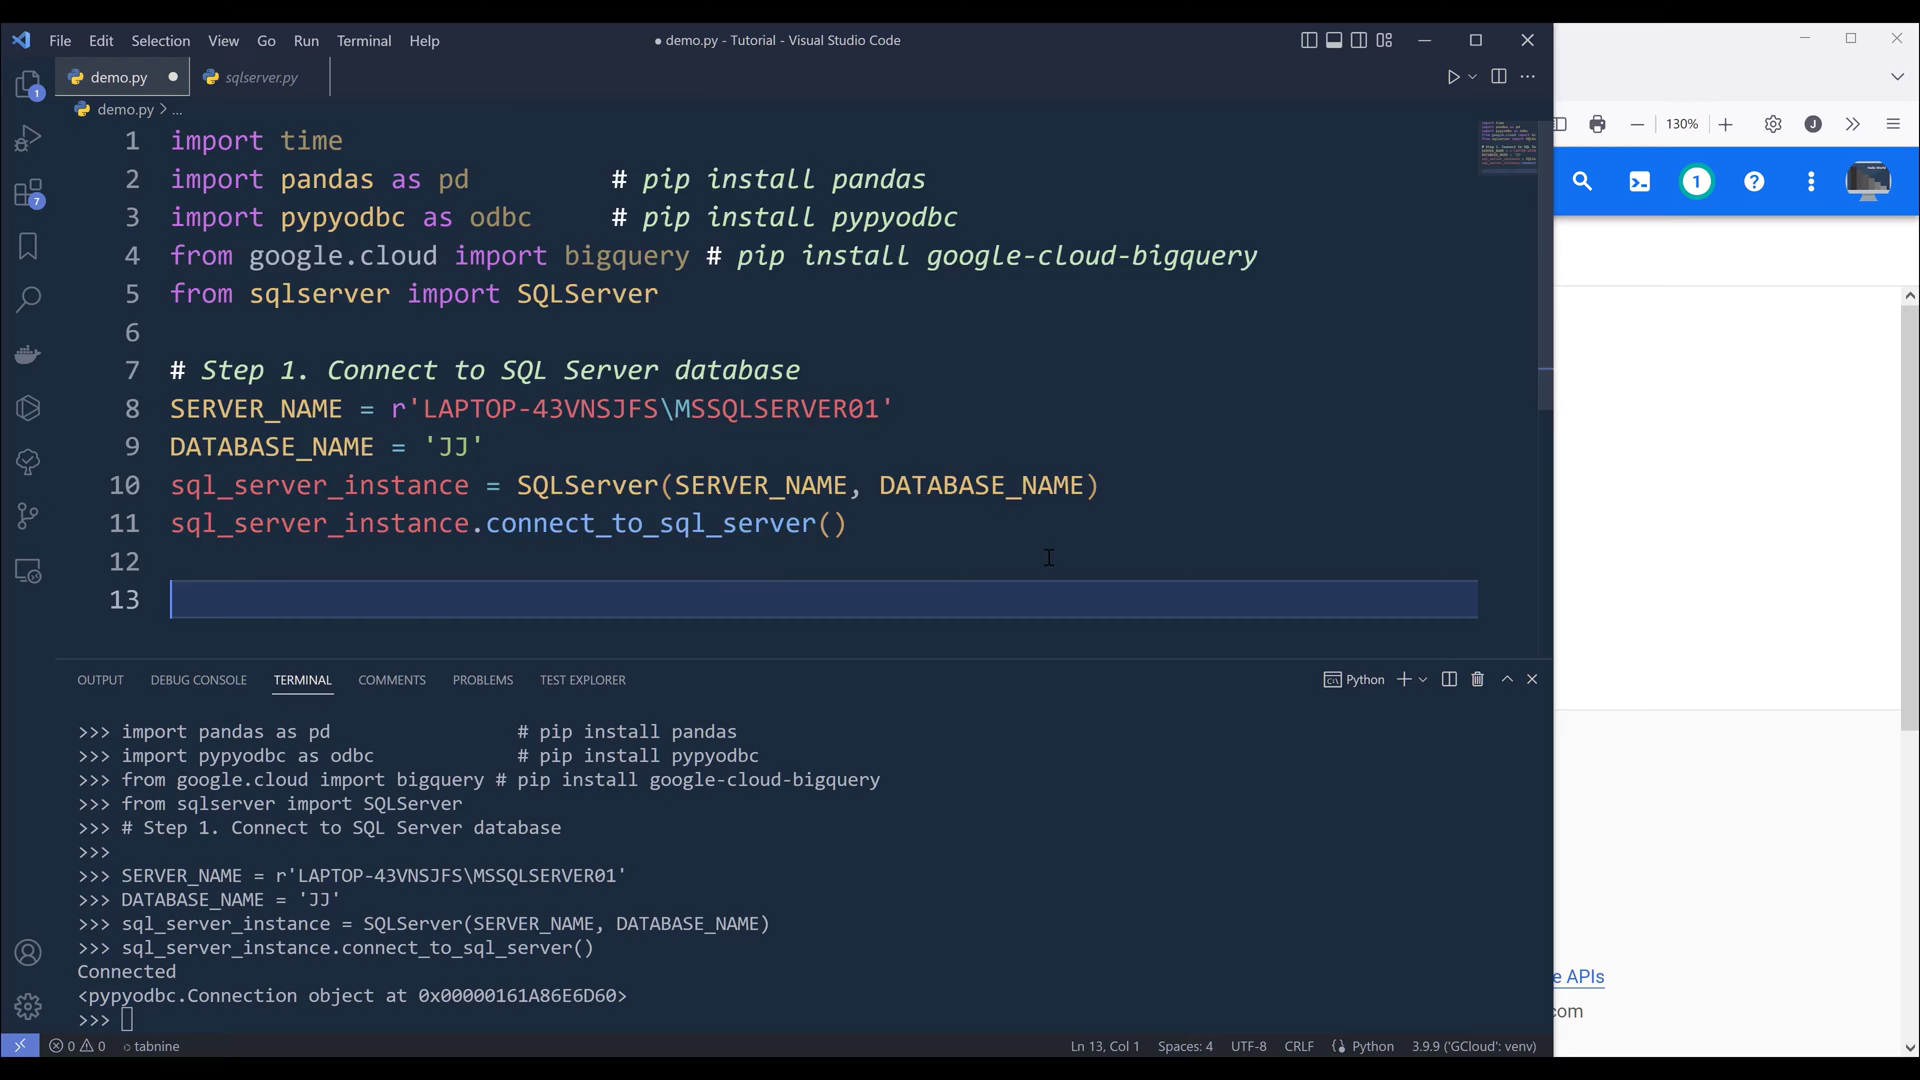 File Edit Selection View Go Run Terminal Help
● demo.py - Tutorial - Visual Studio Code
demo.py ● sqlserver.py
demo.py > ...
1 import time
2 import pandas as pd # pip install pandas
3 import pypyodbc as odbc # pip install pypyodbc
4 from google.cloud import bigquery # pip install google-cloud-bigquery
5 from sqlserver import SQLServer
6
7 # Step 1. Connect to SQL Server database
8 SERVER_NAME = r'LAPTOP-43VNSJFS\MSSQLSERVER01'
9 DATABASE_NAME = 'JJ'
10 sql_server_instance = SQLServer(SERVER_NAME, DATABASE_NAME)
11 sql_server_instance.connect_to_sql_server()
12
13
1
7
130%
J
1
OUTPUT DEBUG CONSOLE TERMINAL COMMENTS PROBLEMS TEST EXPLORER Python
>>> import pandas as pd # pip install pandas
>>> import pypyodbc as odbc # pip install pypyodbc
>>> from google.cloud import bigquery # pip install google-cloud-bigquery
>>> from sqlserver import SQLServer
>>> # Step 1. Connect to SQL Server database
>>>
>>> SERVER_NAME = r'LAPTOP-43VNSJFS\MSSQLSERVER01'
>>> DATABASE_NAME = 'JJ'
>>> sql_server_instance = SQLServer(SERVER_NAME, DATABASE_NAME)
>>> sql_server_instance.connect_to_sql_server()
Connected
<pypyodbc.Connection object at 0x00000161A86E6D60>
>>>
e APIs
com
0 0 tabnine Ln 13, Col 1 Spaces: 4 UTF-8 CRLF Python 3.9.9 ('GCloud': venv)